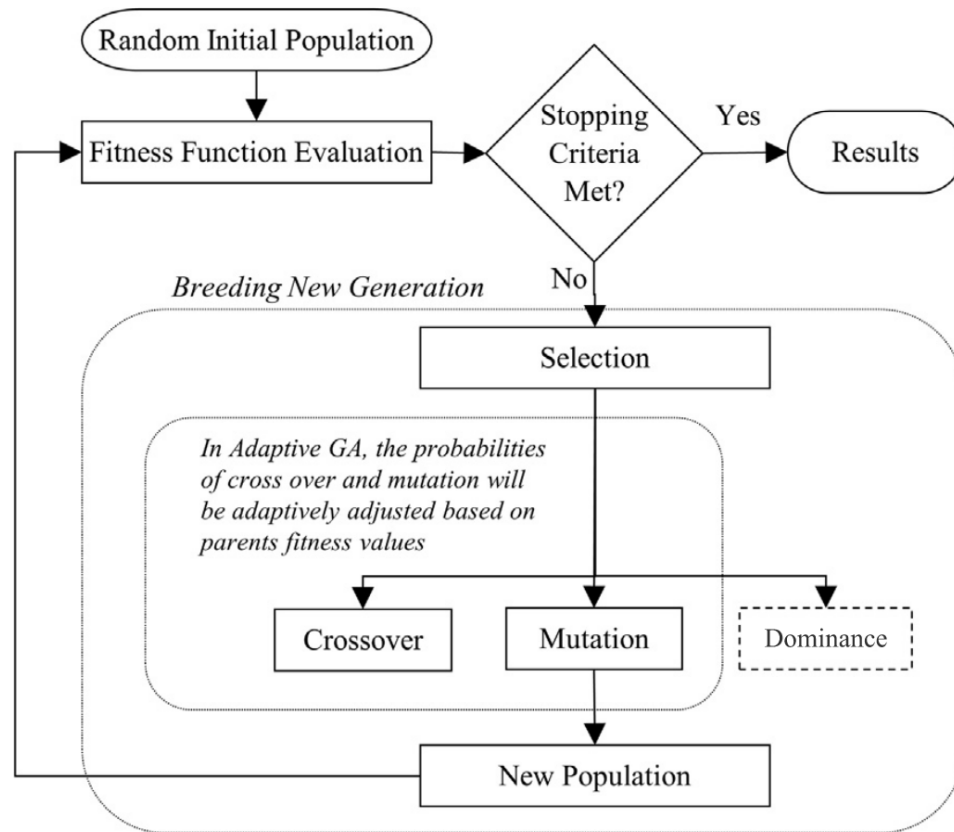 Random Initial Population
Fitness Function Evaluation
Stopping
Criteria
Met?
Yes
Results
No
Breeding New Generation
Selection
In Adaptive GA, the probabilities
of cross over and mutation will
be adaptively adjusted based on
parents fitness values
Crossover
Mutation
Dominance
New Population